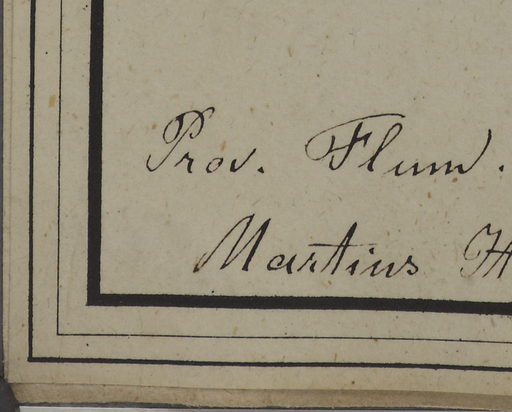 Prov. Flum.
Martius H